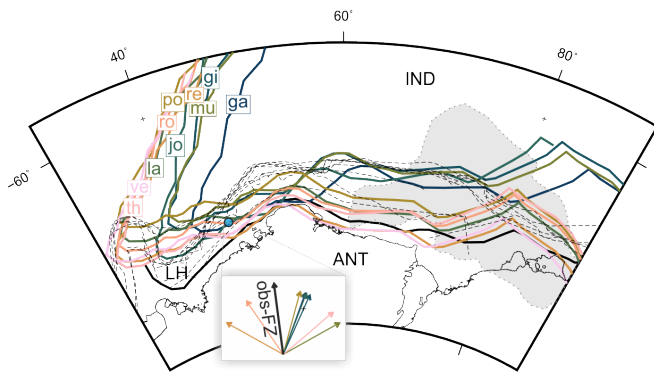 60°
40°
80°
IND
gi
po
re
mu
ga
ro
jo
la
ve
th
−60°
LH
ANT
obs-FZ